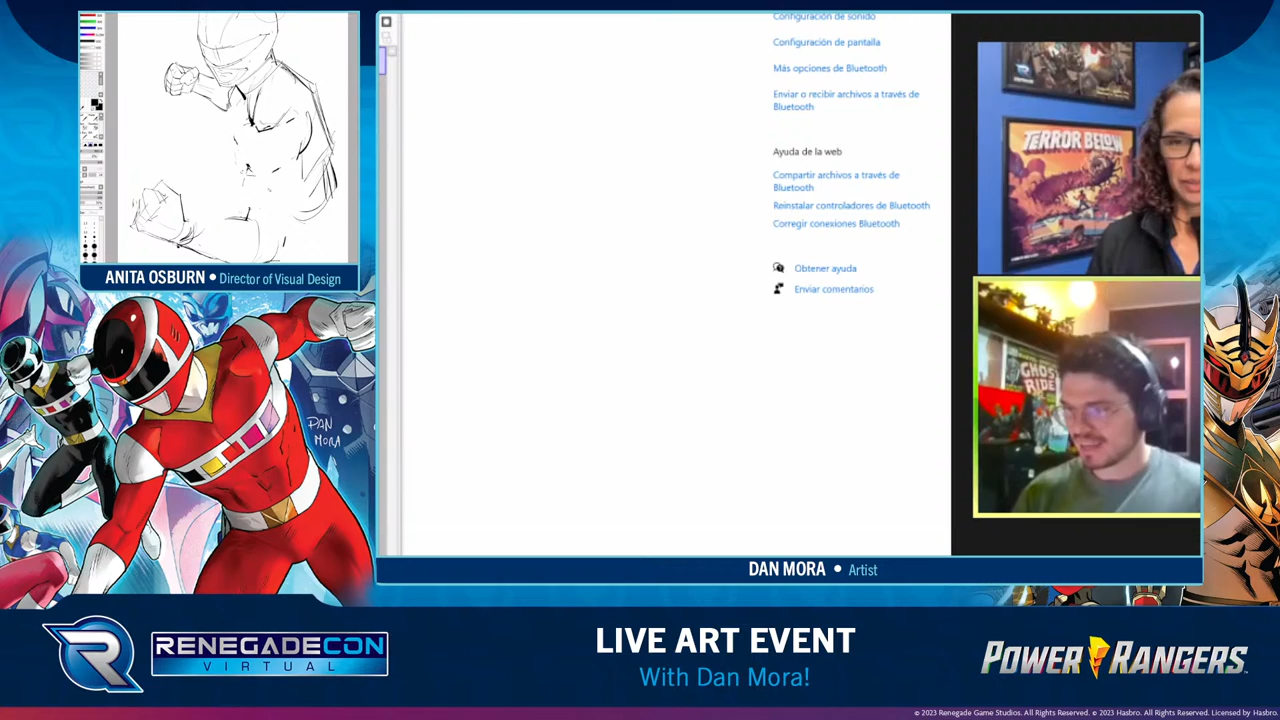 Configuración de sonido
Configuración de pantalla
Más opciones de Bluetooth
Enviar o recibir archivos a través de
Bluetooth
Ayuda de la web
Compartir archivos a través de
Bluetooth
Reinstalar controladores de Bluetooth
Corregir conexiones Bluetooth
Obtener ayuda
Enviar comentarios
TERROR BELOW
GHOST
RIDE
ANITA OSBURN • Director of Visual Design
DAN
MORA
DAN MORA • Artist
R
RENEGADECON
VIRTUAL
LIVE ART EVENT
With Dan Mora!
POWER RANGERS
© 2023 Renegade Game Studios. All Rights Reserved. © 2023 Hasbro. All Rights Reserved. Licensed by Hasbro.